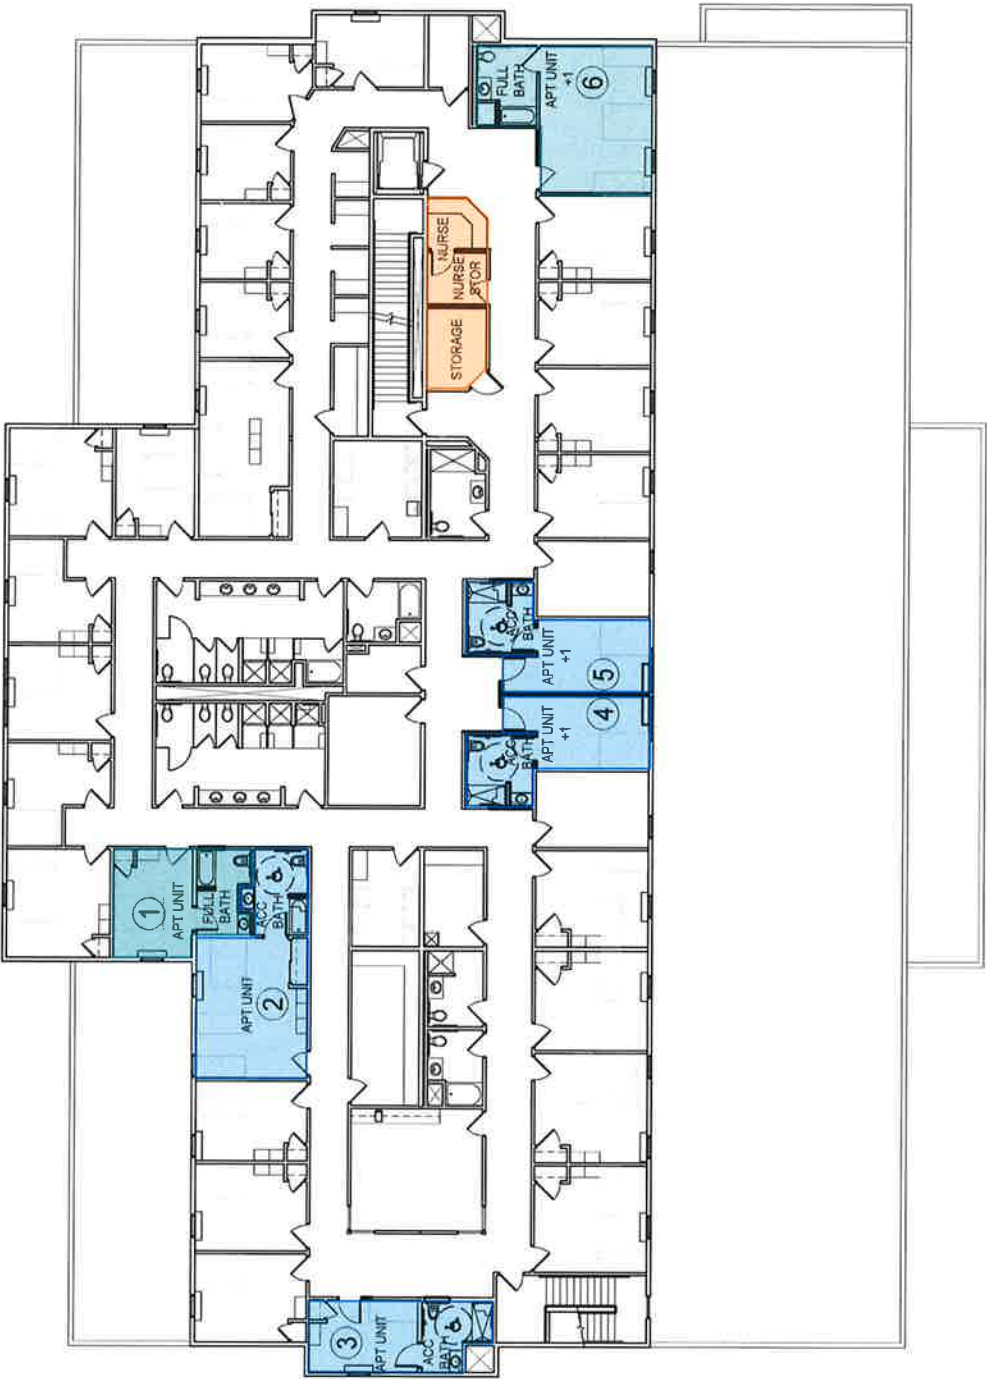 FULL
BATH
APT UNIT
+1
6
NURSE
NURSE
STOR
STORAGE
ACC
BATH
APT UNIT
+1
5
4
APT UNIT
+1
ACC
BATH
1
APT UNIT
FULL
BATH
ACC
BATH
APT UNIT
2
3
APT UNIT
ACC
BATH